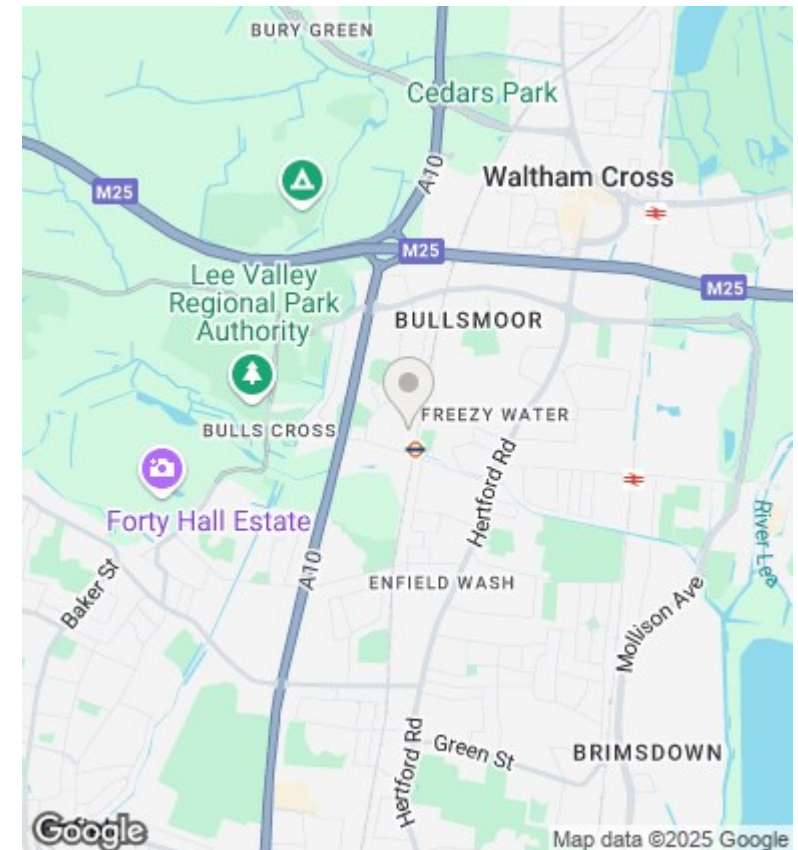 BURY GREEN
Cedars Park
A10
M25
Waltham Cross
M25
Lee Valley
Regional Park
Authority
M25
BULLSMOOR
FREEZY WATER
BULLS CROSS
Forty Hall Estate
Hertford Rd
River Lea
A10
ENFIELD WASH
Baker St
Mollison Ave
Hertford Rd
Green St
BRIMSDOWN
Google
Map data ©2025 Google